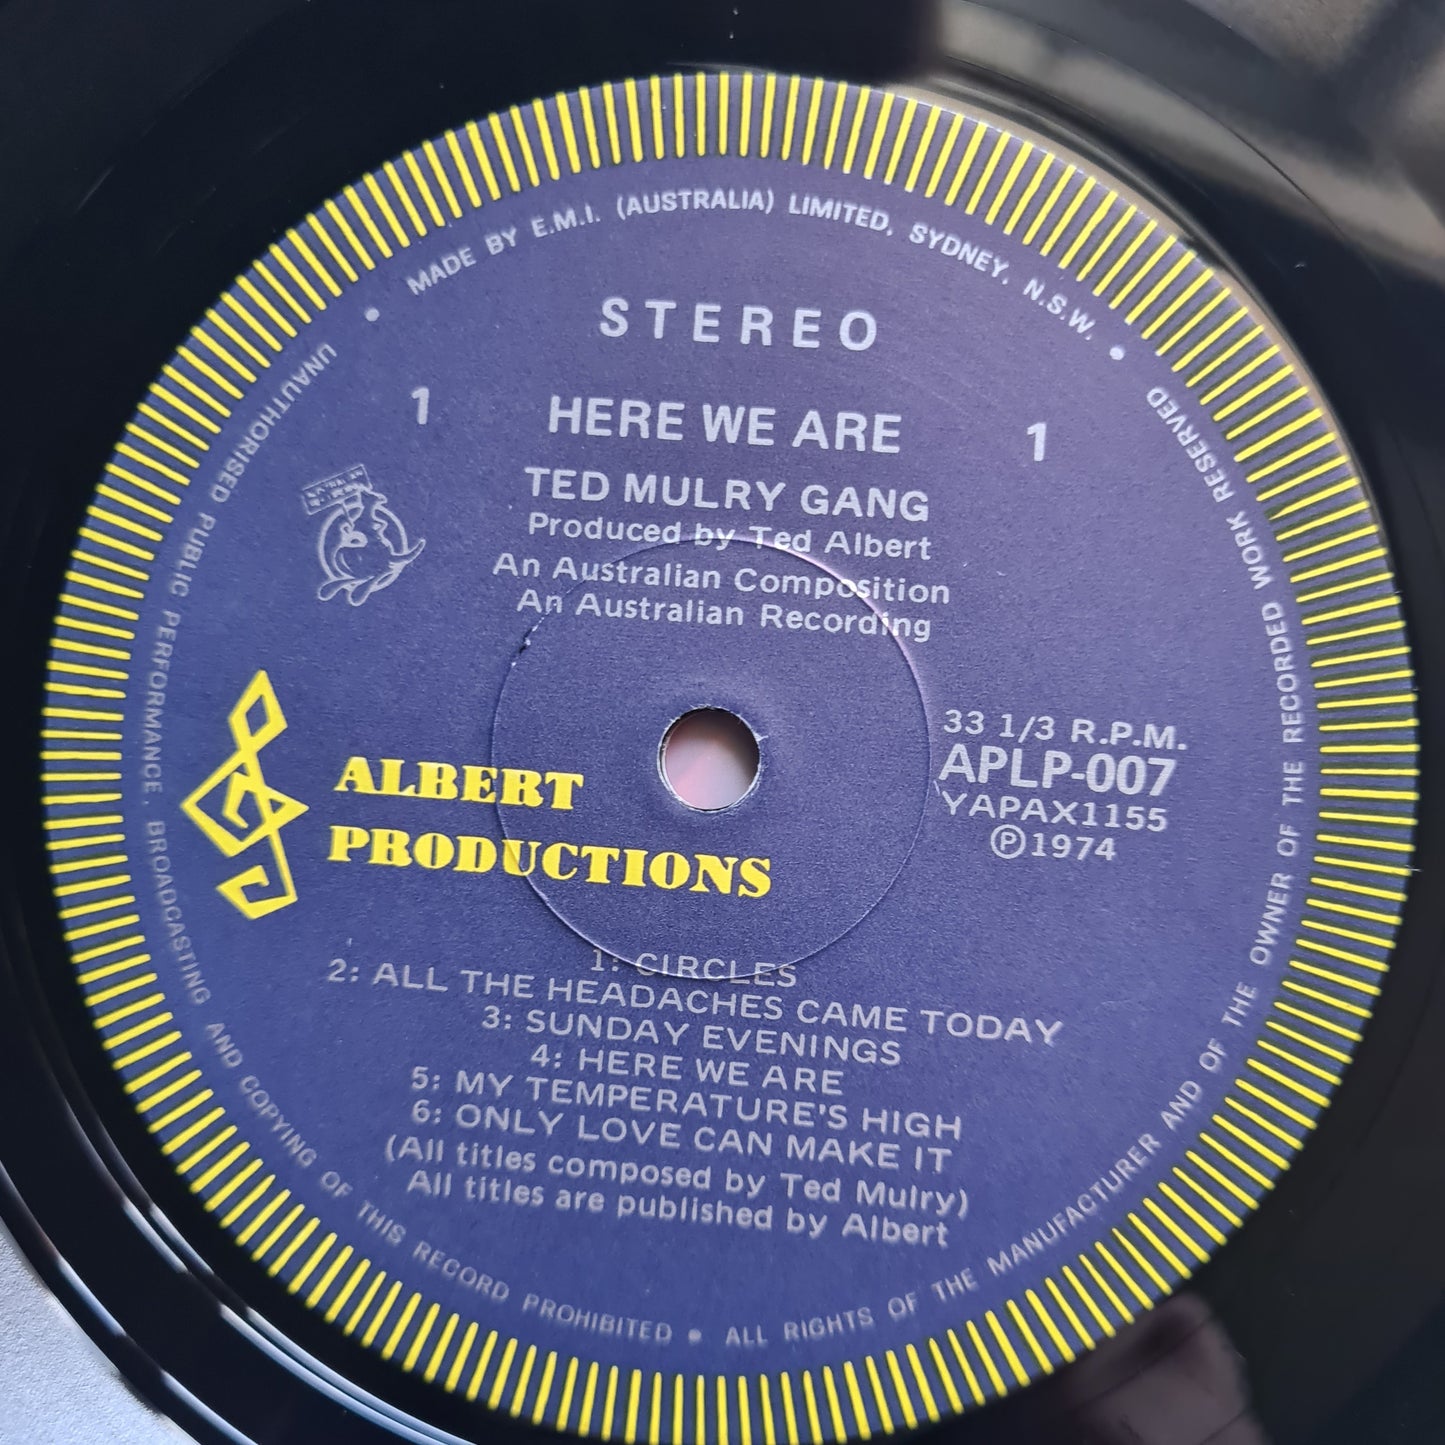 MADE BY E.M.I. (AUSTRALIA) LIMITED, SYDNEY, N.S.W.
STEREO
1
HERE WE ARE
1
TED MULRY GANG
Produced by Ted Albert
An Australian Composition
An Australian Recording
33 1/3 R.P.M.
APLP-007
YAPAX1155
℗1974
ALBERT
PRODUCTIONS
1: CIRCLES
2: ALL THE HEADACHES CAME TODAY
3: SUNDAY EVENINGS
4: HERE WE ARE
5: MY TEMPERATURE'S HIGH
6: ONLY LOVE CAN MAKE IT
(All titles composed by Ted Mulry)
All titles are published by Albert
UNAUTHORISED PUBLIC PERFORMANCE, BROADCASTING AND COPYING OF THIS RECORD PROHIBITED • ALL RIGHTS OF THE MANUFACTURER AND OF THE OWNER OF THE RECORDED WORK RESERVED